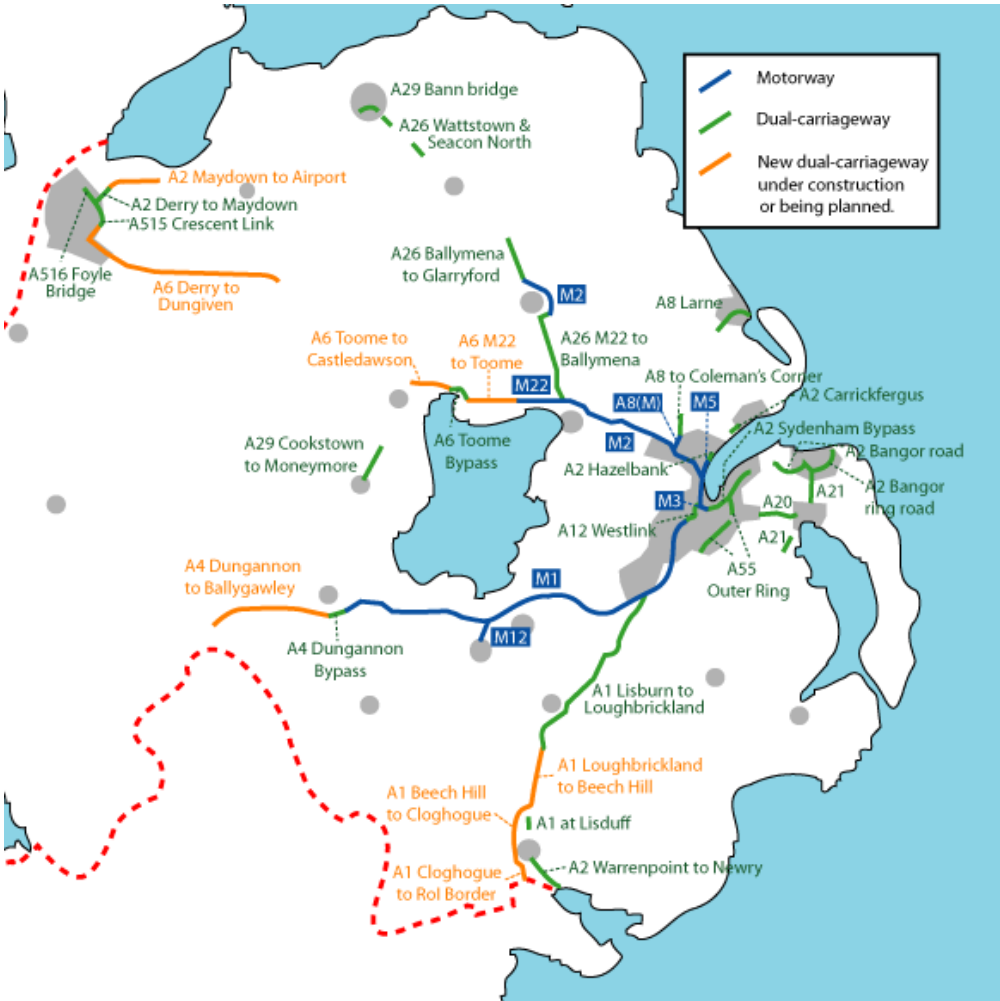 Motorway
Dual-carriageway
New dual-carriageway
under construction
or being planned.
A29 Bann bridge
A26 Wattstown &
Seacon North
A2 Maydown to Airport
A2 Derry to Maydown
A515 Crescent Link
A516 Foyle
Bridge
A6 Derry to
Dungiven
A26 Ballymena
to Glarryford
M2
A8 Larne
A6 Toome to
Castledawson
A6 M22
to Toome
A26 M22 to
Ballymena
M22
A8 to Coleman's Corner
A8(M)
M5
A2 Carrickfergus
M2
A2 Sydenham Bypass
A29 Cookstown
to Moneymore
A6 Toome
Bypass
A2 Hazelbank
A2 Bangor road
A2 Bangor
ring road
M3
A20
A21
A12 Westlink
A21
A55
Outer Ring
A4 Dungannon
to Ballygawley
M1
M12
A4 Dungannon
Bypass
A1 Lisburn to
Loughbrickland
A1 Loughbrickland
to Beech Hill
A1 Beech Hill
to Cloghogue
A1 at Lisduff
A1 Cloghogue
to RoI Border
A2 Warrenpoint to Newry